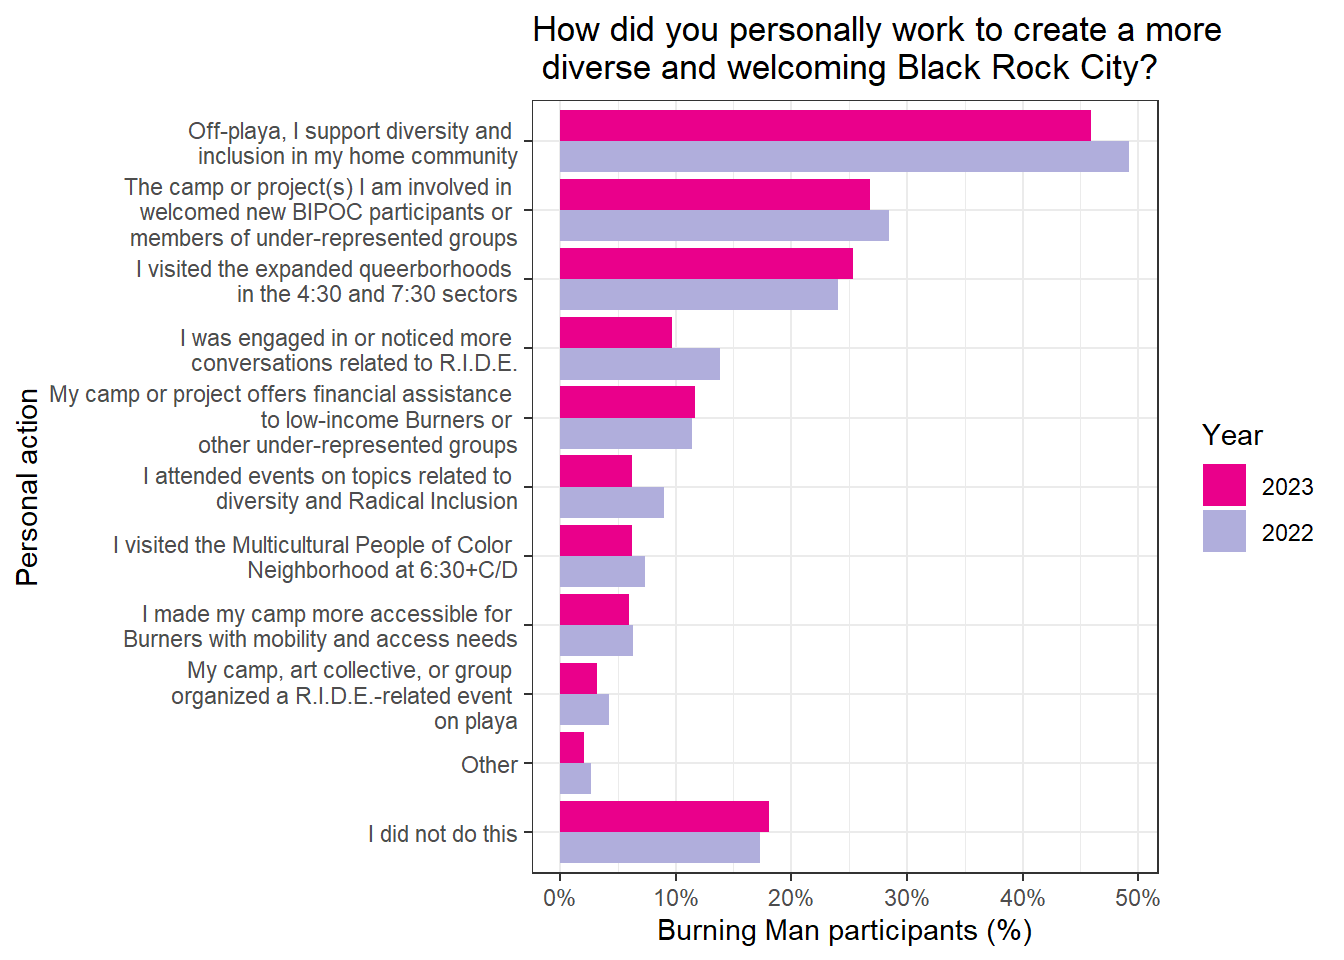 How did you personally work to create a more
diverse and welcoming Black Rock City?
Off-playa, I support diversity and
inclusion in my home community
The camp or project(s) I am involved in
welcomed new BIPOC participants or
members of under-represented groups
I visited the expanded queerborhoods
in the 4:30 and 7:30 sectors
I was engaged in or noticed more
conversations related to R.I.D.E.
My camp or project offers financial assistance
to low-income Burners or
other under-represented groups
I attended events on topics related to
diversity and Radical Inclusion
I visited the Multicultural People of Color
Neighborhood at 6:30+C/D
I made my camp more accessible for
Burners with mobility and access needs
My camp, art collective, or group
organized a R.I.D.E.-related event
on playa
Other
I did not do this
Personal action
0% 10% 20% 30% 40% 50%
Burning Man participants (%)
Year
2023
2022